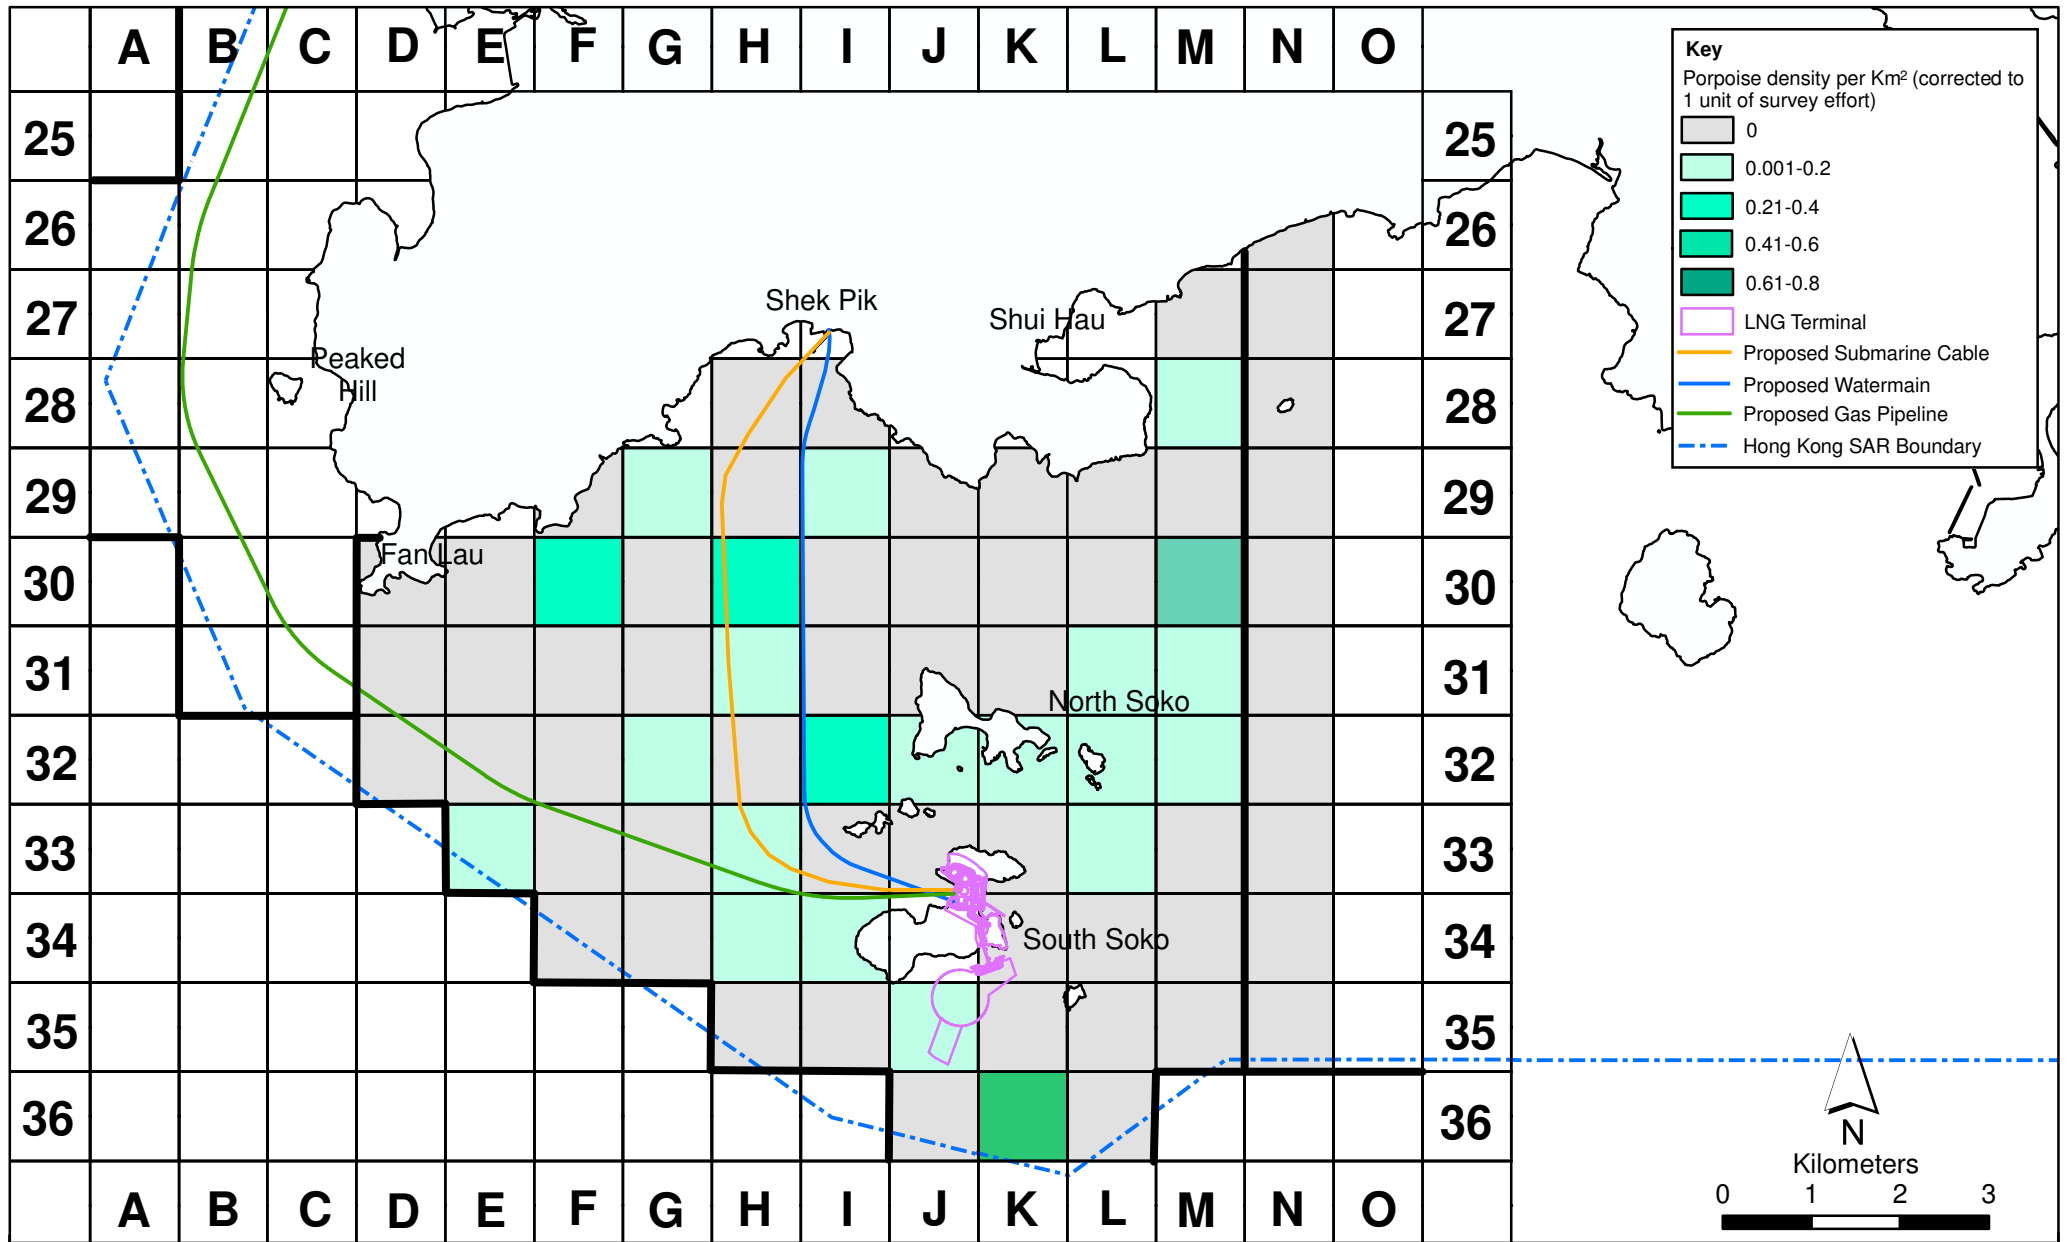 A B C D E F G H I J K L M N O
Key
Porpoise density per Km² (corrected to
1 unit of survey effort)
0
0.001-0.2
0.21-0.4
0.41-0.6
0.61-0.8
LNG Terminal
Proposed Submarine Cable
Proposed Watermain
Proposed Gas Pipeline
Hong Kong SAR Boundary
25 25
26 26
Shek Pik
Shui Hau
27 27
Peaked
Hill
28 28
29 29
Fan Lau
30 30
31 31
North Soko
32 32
33 33
34 34
South Soko
35 35
36 36
N
Kilometers
0 1 2 3
A B C D E F G H I J K L M N O